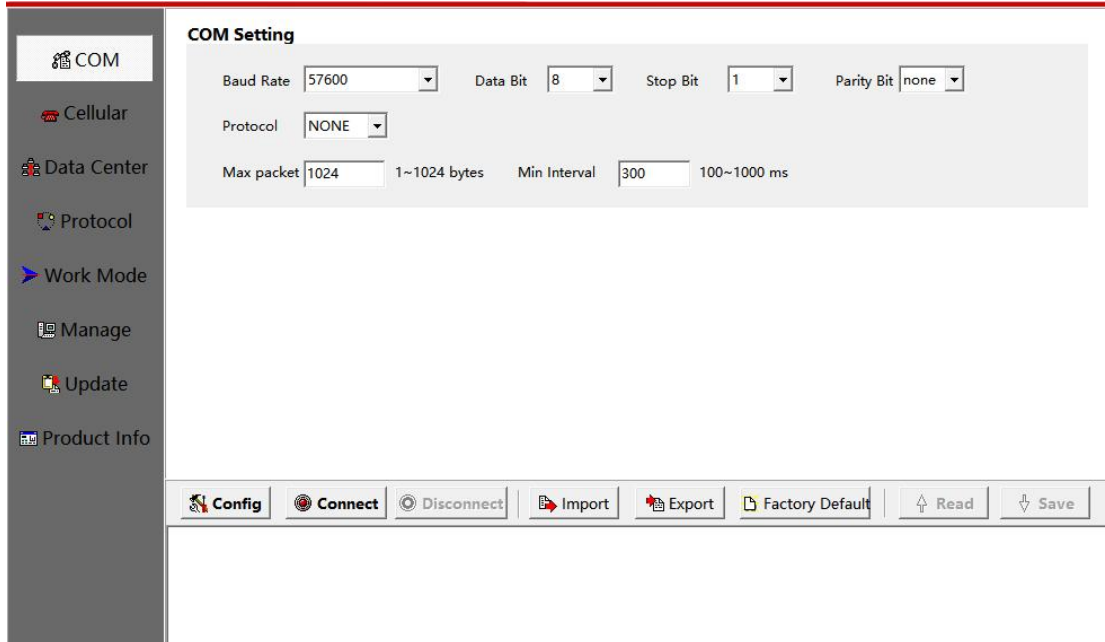 COM Setting
COM
Baud Rate 57600 Data Bit 8 Stop Bit 1 Parity Bit none
Cellular
Protocol NONE
Data Center
Max packet 1024 1~1024 bytes Min Interval 300 100~1000 ms
Protocol
Work Mode
Manage
Update
Product Info
Config Connect Disconnect Import Export Factory Default Read Save